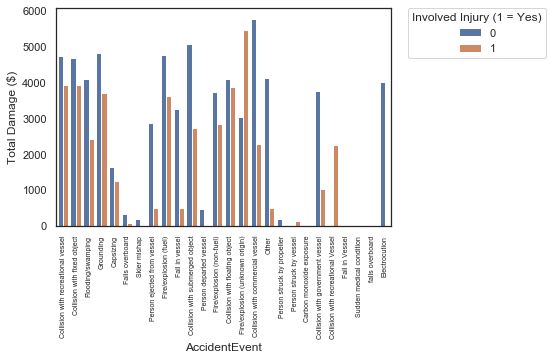 Involved Injury (1 = Yes)
0
1
6000
5000
4000
3000
2000
1000
0
Total Damage ($)
Collision with recreational vessel
Collision with fixed object
Flooding/swamping
Grounding
Capsizing
Falls overboard
Skier mishap
Person ejected from vessel
Fire/explosion (fuel)
Fall in vessel
Collision with submerged object
Person departed vessel
Fire/explosion (non-fuel)
Collision with floating object
Fire/explosion (unknown origin)
Collision with commercial vessel
Other
Person struck by propeller
Person struck by vessel
Carbon monoxide exposure
Collision with government vessel
Collision with recreational Vessel
Fall in Vessel
Sudden medical condition
falls overboard
Electrocution
AccidentEvent